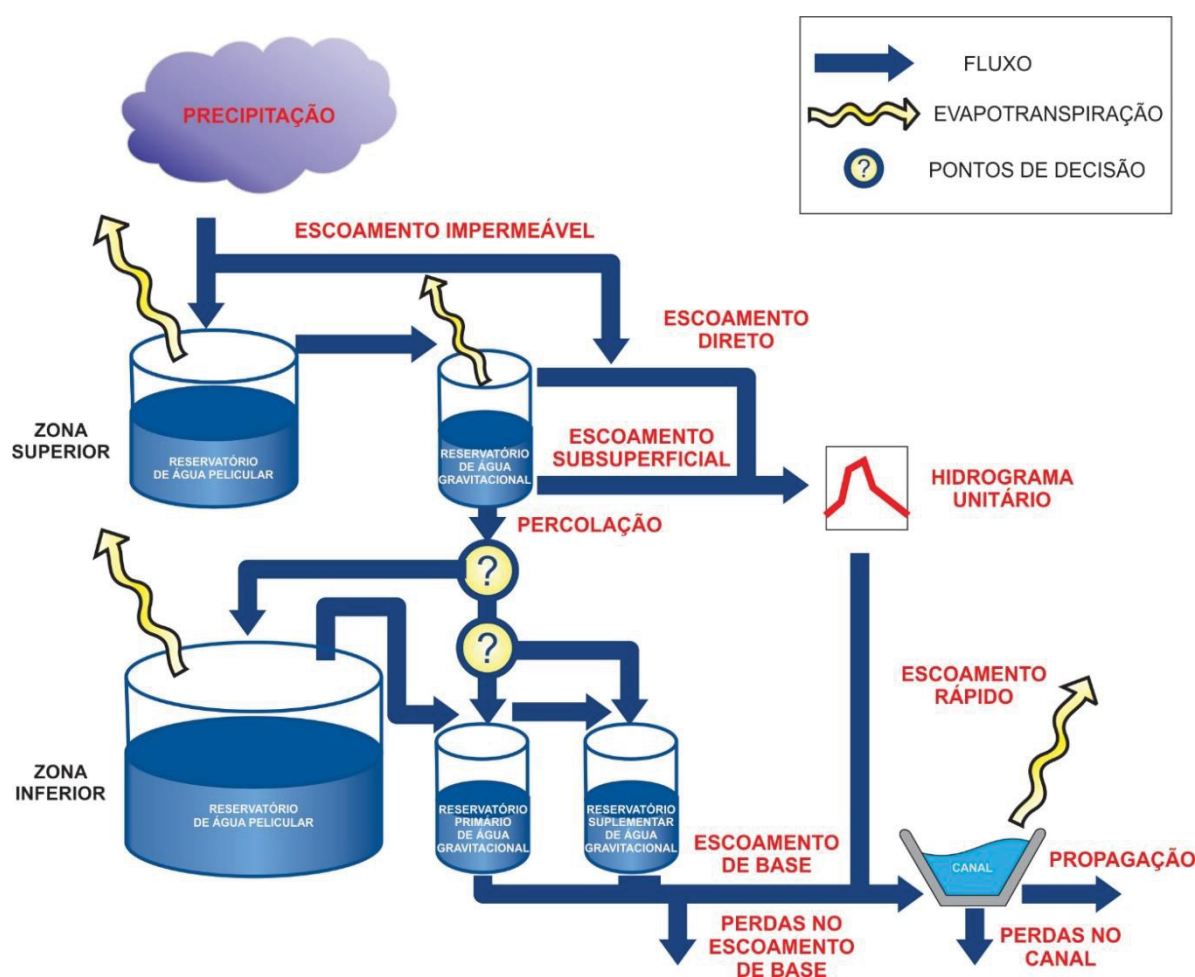 PRECIPITAÇÃO
FLUXO
EVAPOTRANSPIRAÇÃO
?
PONTOS DE DECISÃO
ESCOAMENTO IMPERMEÁVEL
ESCOAMENTO
DIRETO
ZONA
SUPERIOR
RESERVATÓRIO
DE ÁGUA PELICULAR
RESERVATÓRIO
DE ÁGUA
GRAVITACIONAL
ESCOAMENTO
SUBSUPERFICIAL
HIDROGRAMA
UNITÁRIO
PERCOLAÇÃO
?
?
ESCOAMENTO
RÁPIDO
ZONA
INFERIOR
RESERVATÓRIO
DE ÁGUA PELICULAR
RESERVATÓRIO
PRIMÁRIO
DE ÁGUA
GRAVITACIONAL
RESERVATÓRIO
SUPLEMENTAR
DE ÁGUA
GRAVITACIONAL
ESCOAMENTO
DE BASE
CANAL
PROPAGAÇÃO
PERDAS NO
ESCOAMENTO
DE BASE
PERDAS NO
CANAL